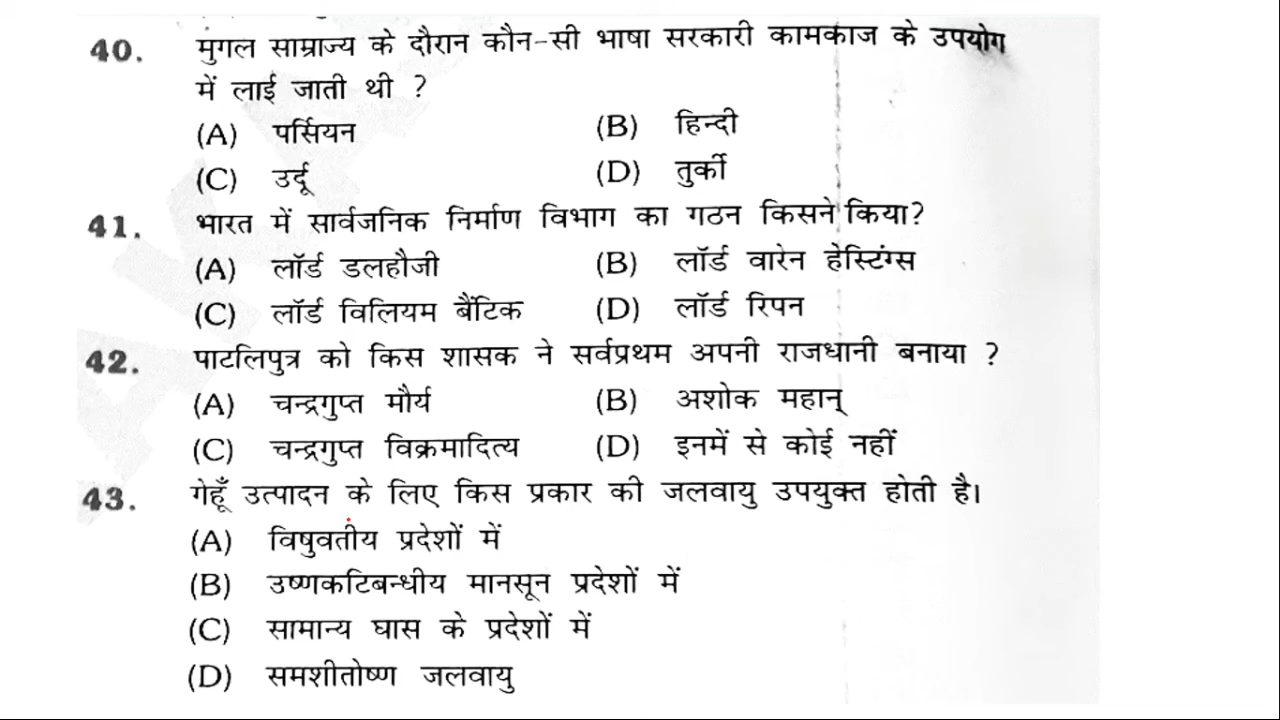 40. मुगल साम्राज्य के दौरान कौन-सी भाषा सरकारी कामकाज के उपयोग
में लाई जाती थी ?
(A) पर्सियन (B) हिन्दी
(C) उर्दू (D) तुर्की
41. भारत में सार्वजनिक निर्माण विभाग का गठन किसने किया?
(A) लॉर्ड डलहौजी (B) लॉर्ड वारेन हेस्टिंग्स
(C) लॉर्ड विलियम बैंटिक (D) लॉर्ड रिपन
42. पाटलिपुत्र को किस शासक ने सर्वप्रथम अपनी राजधानी बनाया ?
(A) चन्द्रगुप्त मौर्य (B) अशोक महान्
(C) चन्द्रगुप्त विक्रमादित्य (D) इनमें से कोई नहीं
43. गेहूँ उत्पादन के लिए किस प्रकार की जलवायु उपयुक्त होती है।
(A) विषुवतीय प्रदेशों में
(B) उष्णकटिबन्धीय मानसून प्रदेशों में
(C) सामान्य घास के प्रदेशों में
(D) समशीतोष्ण जलवायु